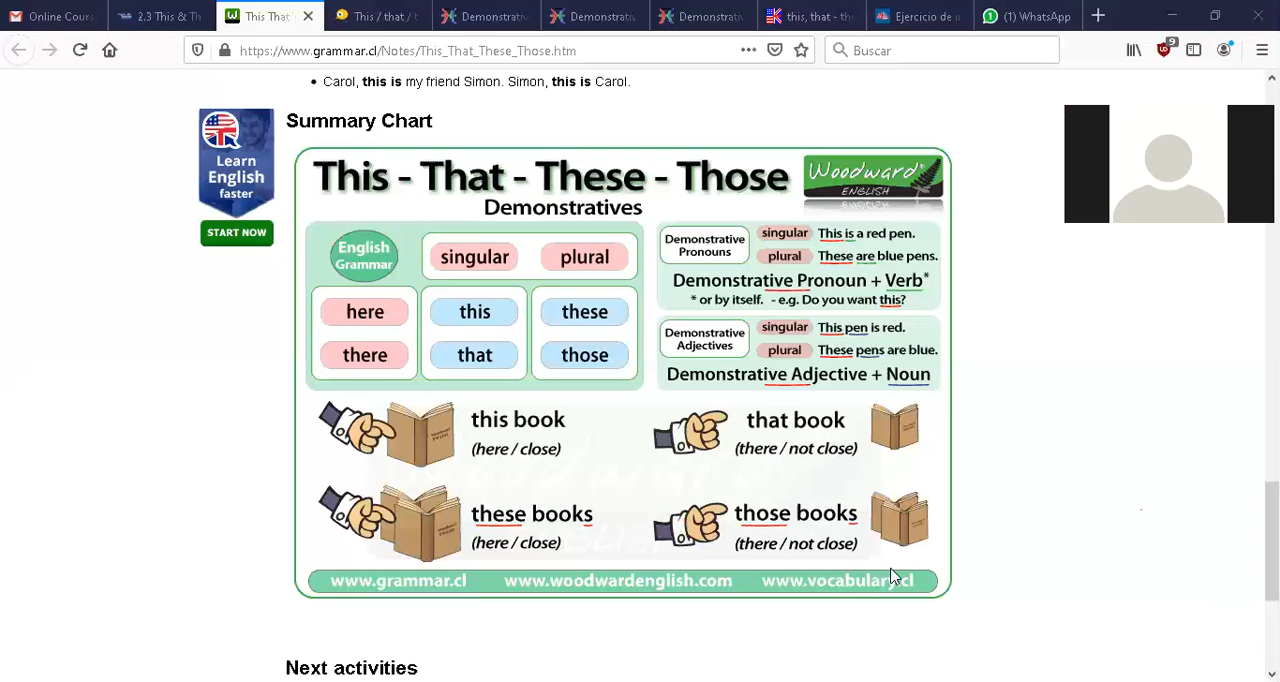 Online Cour
2.3 This & Th
This That
This / that / t
Demonstrativ
Demonstrativ
Demonstrativ
this, that - the
Ejercicio de i
(1) WhatsApp
https://www.grammar.cl/Notes/This_That_These_Those.htm
Buscar
9
• Carol, this is my friend Simon. Simon, this is Carol.
Learn
English
faster
START NOW
Summary Chart
This - That - These - Those
Demonstratives
Woodward
ENGLISH
English
Grammar
singular
plural
here
this
these
there
that
those
Demonstrative
Pronouns
singular
This is a red pen.
plural
These are blue pens.
Demonstrative Pronoun + Verb*
* or by itself. - e.g. Do you want this?
Demonstrative
Adjectives
singular
This pen is red.
plural
These pens are blue.
Demonstrative Adjective + Noun
this book
(here / close)
that book
(there / not close)
these books
(here / close)
those books
(there / not close)
www.grammar.cl
www.woodwardenglish.com
www.vocabulary.cl
Next activities